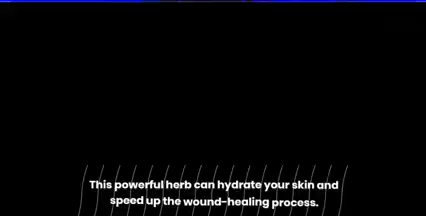 This powerful herb can hydrate your skin and
speed up the wound-healing process.